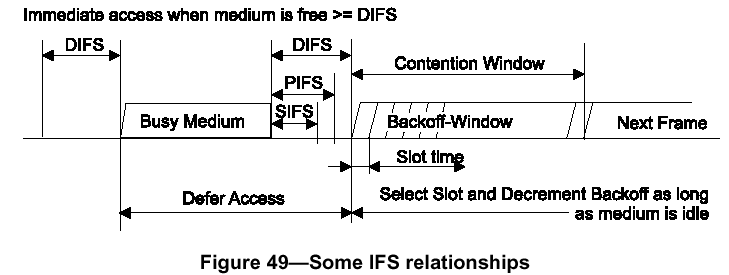 Immediate access when medium is free >= DIFS
DIFS
DIFS
Contention Window
PIFS
SIFS
Busy Medium
Backoff-Window
Next Frame
Slot time
Defer Access
Select Slot and Decrement Backoff as long
as medium is idle
Figure 49—Some IFS relationships